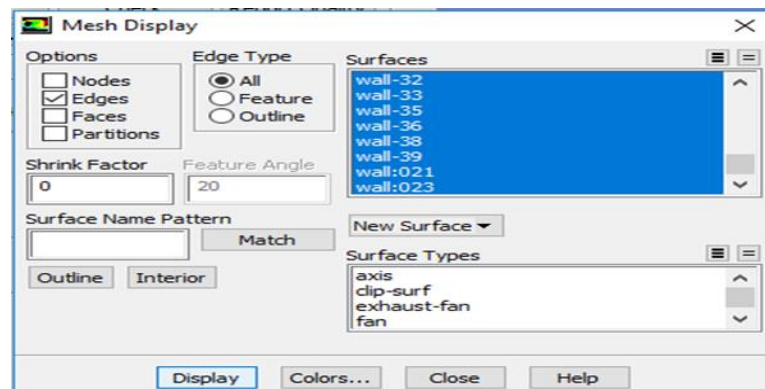 Mesh Display
Options
Nodes
Edges
Faces
Partitions
Edge Type
All
Feature
Outline
Shrink Factor
0
Feature Angle
20
Surface Name Pattern
Match
Outline
Interior
Surfaces
wall-32
wall-33
wall-35
wall-36
wall-38
wall-39
wall:021
wall:023
New Surface
Surface Types
axis
clip-surf
exhaust-fan
fan
Display
Colors...
Close
Help